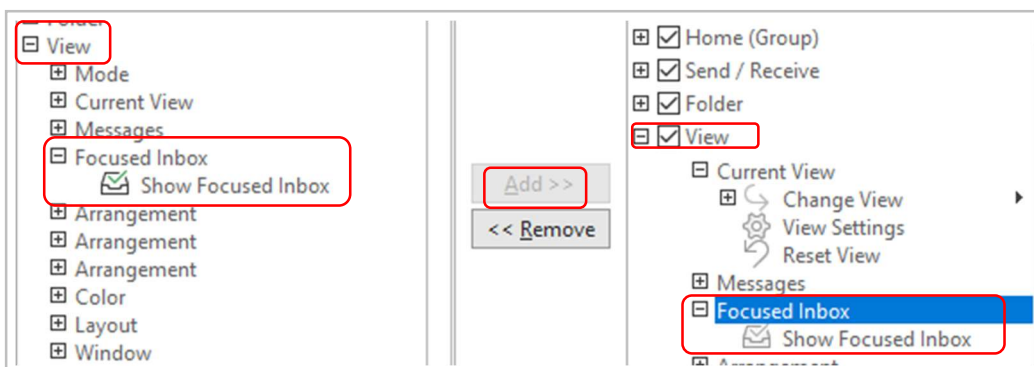 View
Mode
Current View
Messages
Focused Inbox
Show Focused Inbox
Arrangement
Arrangement
Arrangement
Color
Layout
Window
Add >>
<< Remove
Home (Group)
Send / Receive
Folder
View
Current View
Change View
View Settings
Reset View
Messages
Focused Inbox
Show Focused Inbox